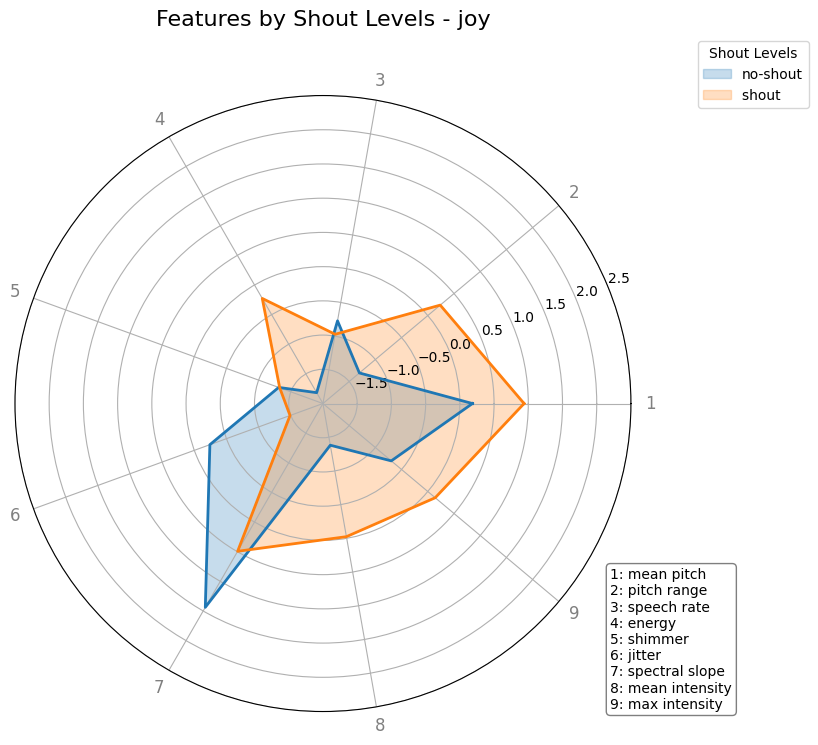 Features by Shout Levels - joy
Shout Levels
no-shout
shout
3
4
2
5
2.5
2.0
1.5
1.0
0.5
0.0
−0.5
−1.0
−1.5
1
6
9
7
8
1: mean pitch
2: pitch range
3: speech rate
4: energy
5: shimmer
6: jitter
7: spectral slope
8: mean intensity
9: max intensity